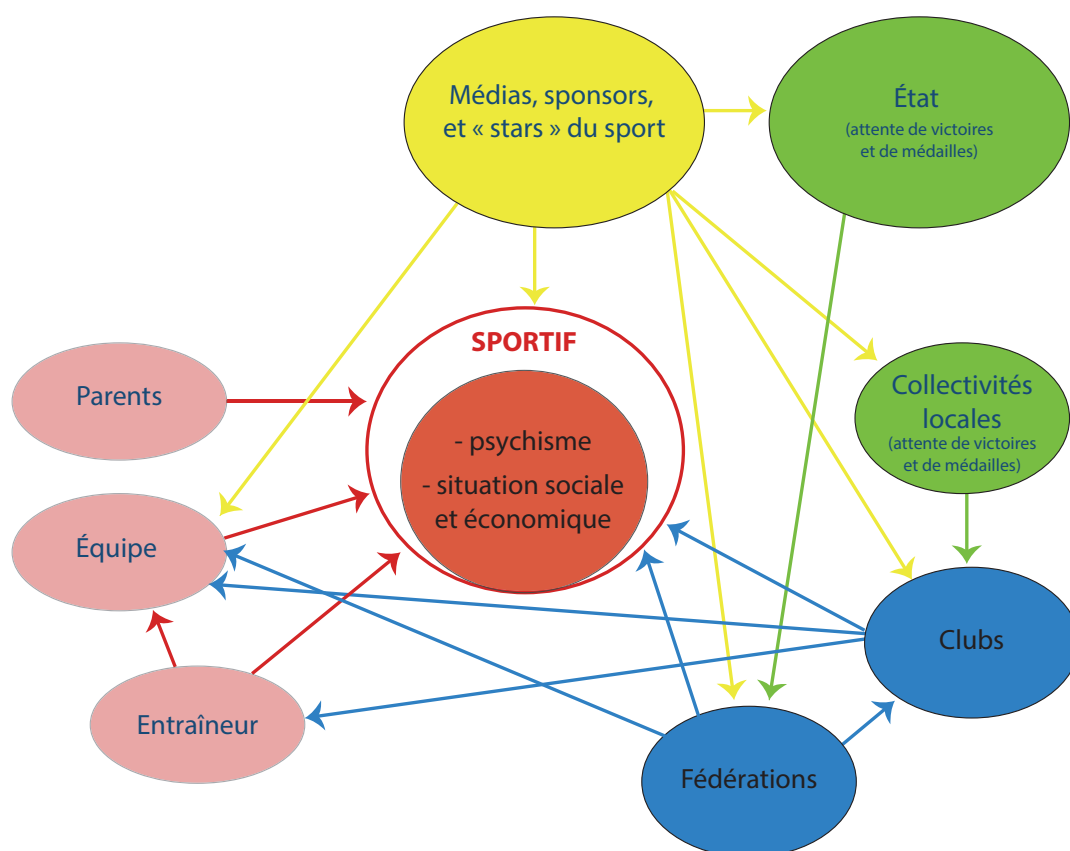 Médias, sponsors,
et « stars » du sport
État
(attente de victoires
et de médailles)
SPORTIF
- psychisme
- situation sociale
et économique
Parents
Collectivités
locales
(attente de victoires
et de médailles)
Équipe
Clubs
Entraîneur
Fédérations